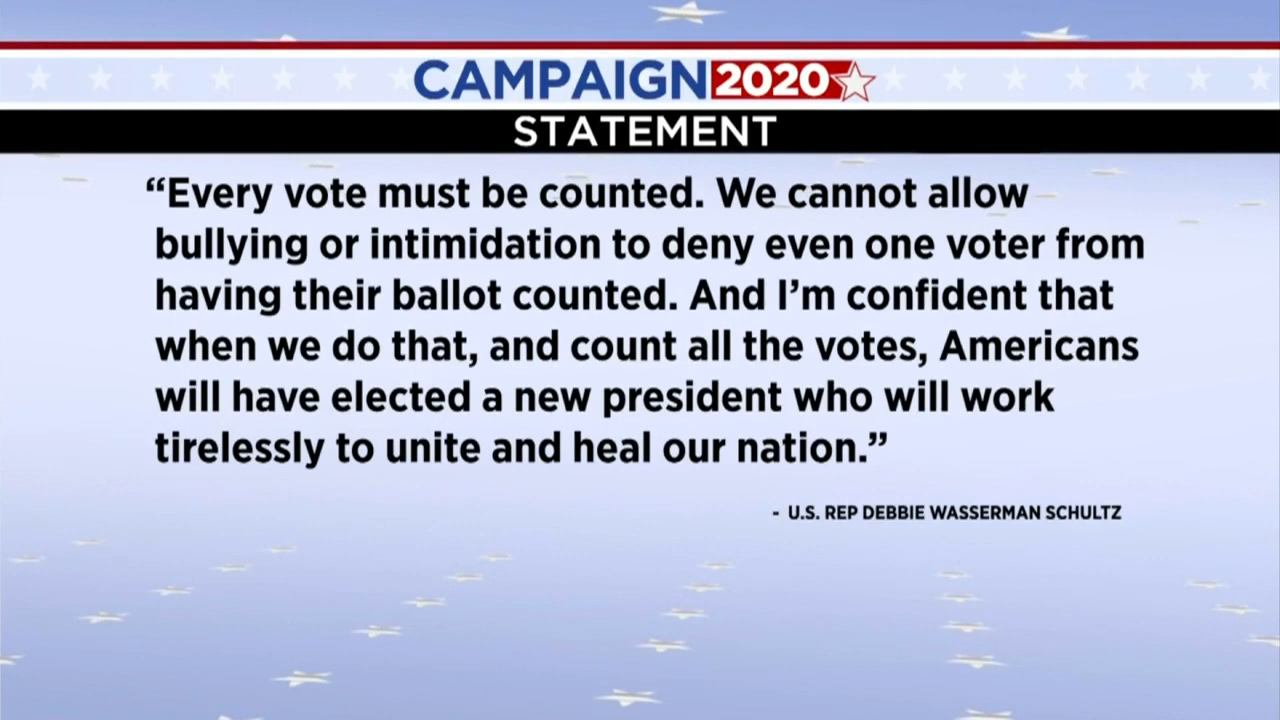 CAMPAIGN 2020
STATEMENT
“Every vote must be counted. We cannot allow
bullying or intimidation to deny even one voter from
having their ballot counted. And I’m confident that
when we do that, and count all the votes, Americans
will have elected a new president who will work
tirelessly to unite and heal our nation.”
- U.S. REP DEBBIE WASSERMAN SCHULTZ